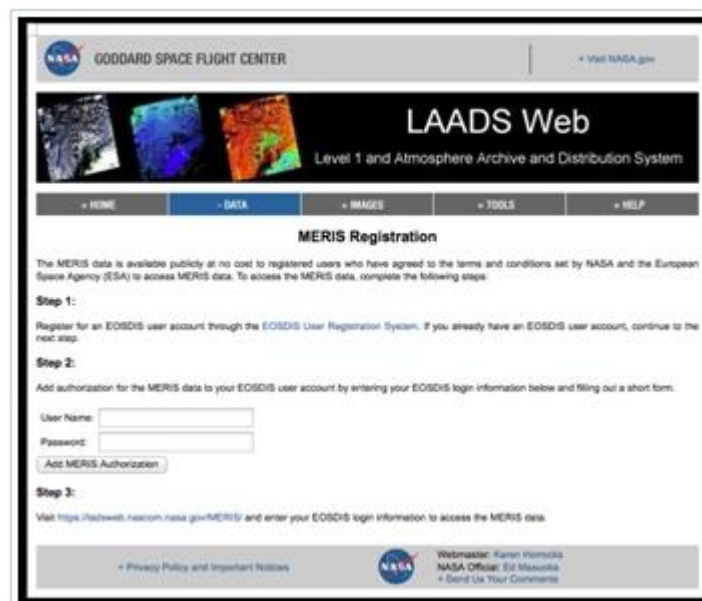 NASA
GODDARD SPACE FLIGHT CENTER
+ Visit NASA.gov
LAADS Web
Level 1 and Atmosphere Archive and Distribution System
+ HOME
- DATA
+ IMAGES
+ TOOLS
+ HELP
MERIS Registration
The MERIS data is available publicly at no cost to registered users who have agreed to the terms and conditions set by NASA and the European
Space Agency (ESA) to access MERIS data. To access the MERIS data, complete the following steps:
Step 1:
Register for an EOSDIS user account through the EOSDIS User Registration System. If you already have an EOSDIS user account, continue to the
next step.
Step 2:
Add authorization for the MERIS data to your EOSDIS user account by entering your EOSDIS login information below and filling out a short form.
User Name:
Password:
Add MERIS Authorization
Step 3:
Visit https://ladsweb.nascom.nasa.gov/MERIS/ and enter your EOSDIS login information to access the MERIS data.
+ Privacy Policy and Important Notices
NASA
Webmaster: Karen Horrocks
NASA Official: Ed Masuoka
+ Send Us Your Comments